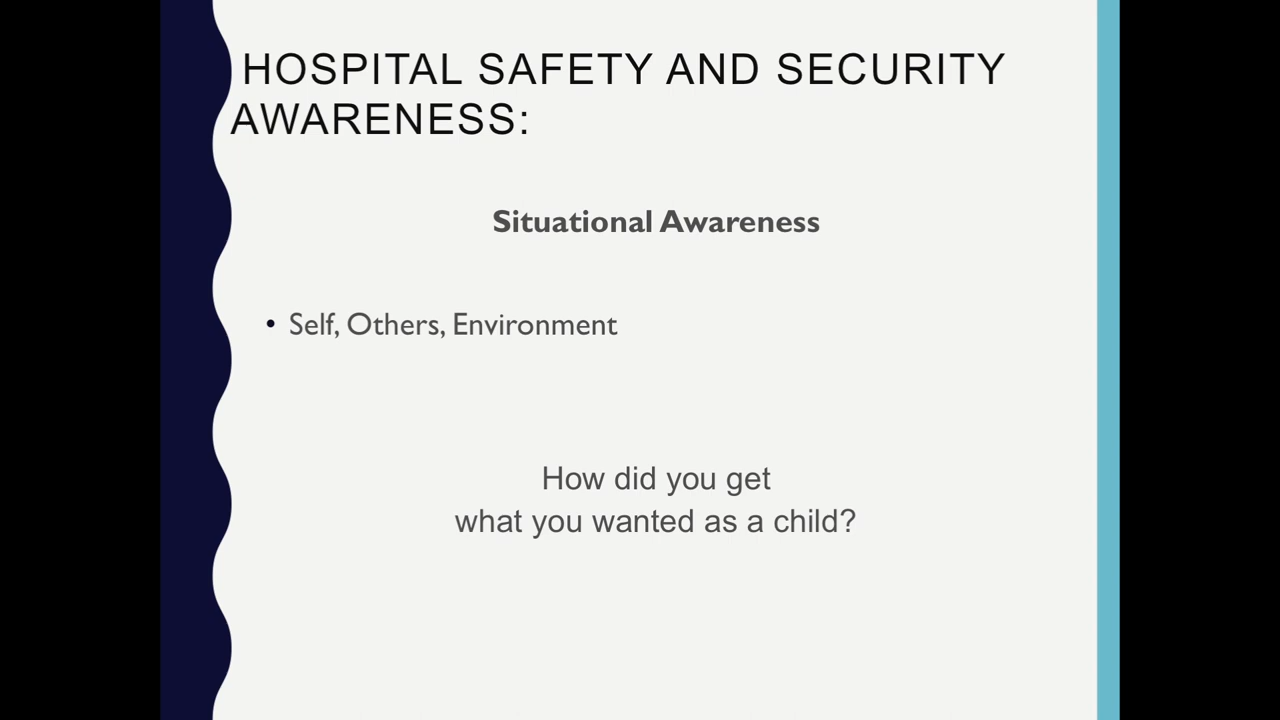 HOSPITAL SAFETY AND SECURITY
AWARENESS:
Situational Awareness
• Self, Others, Environment
How did you get
what you wanted as a child?